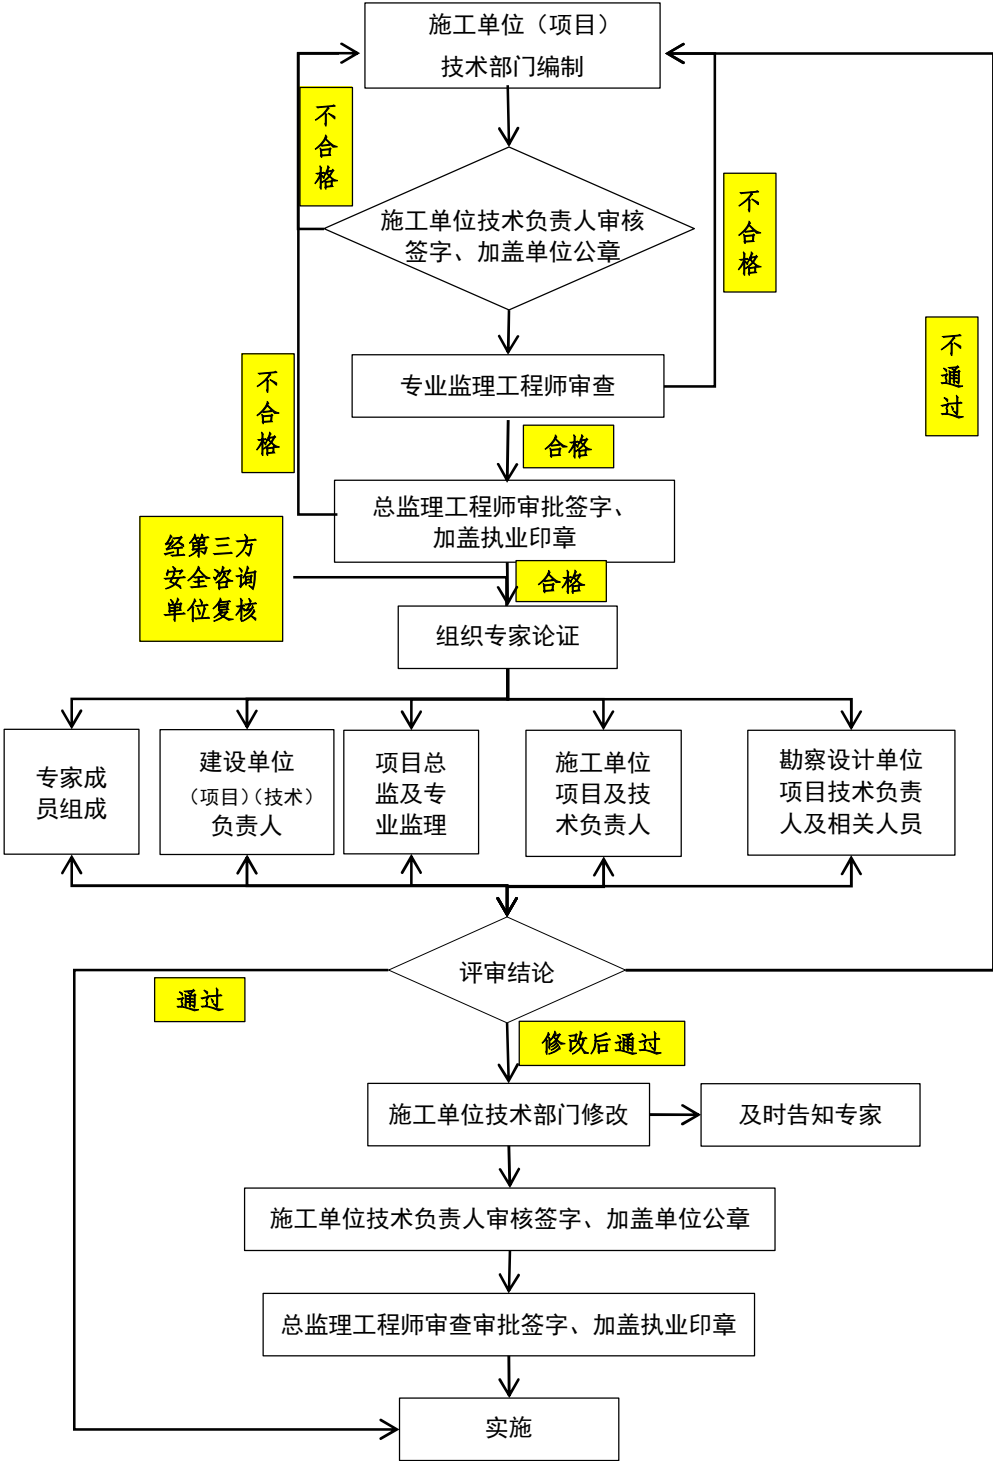 施工单位（项目）
技术部门编制
不
合
格
不
合
格
施工单位技术负责人审核
签字、加盖单位公章
不
通
过
不
合
格
专业监理工程师审查
合格
总监理工程师审批签字、
加盖执业印章
经第三方
安全咨询
单位复核
合格
组织专家论证
专家成
员组成
建设单位
（项目）（技术）
负责人
项目总
监及专
业监理
施工单位
项目及技
术负责人
勘察设计单位
项目技术负责
人及相关人员
评审结论
通过
修改后通过
施工单位技术部门修改
及时告知专家
施工单位技术负责人审核签字、加盖单位公章
总监理工程师审查审批签字、加盖执业印章
实施